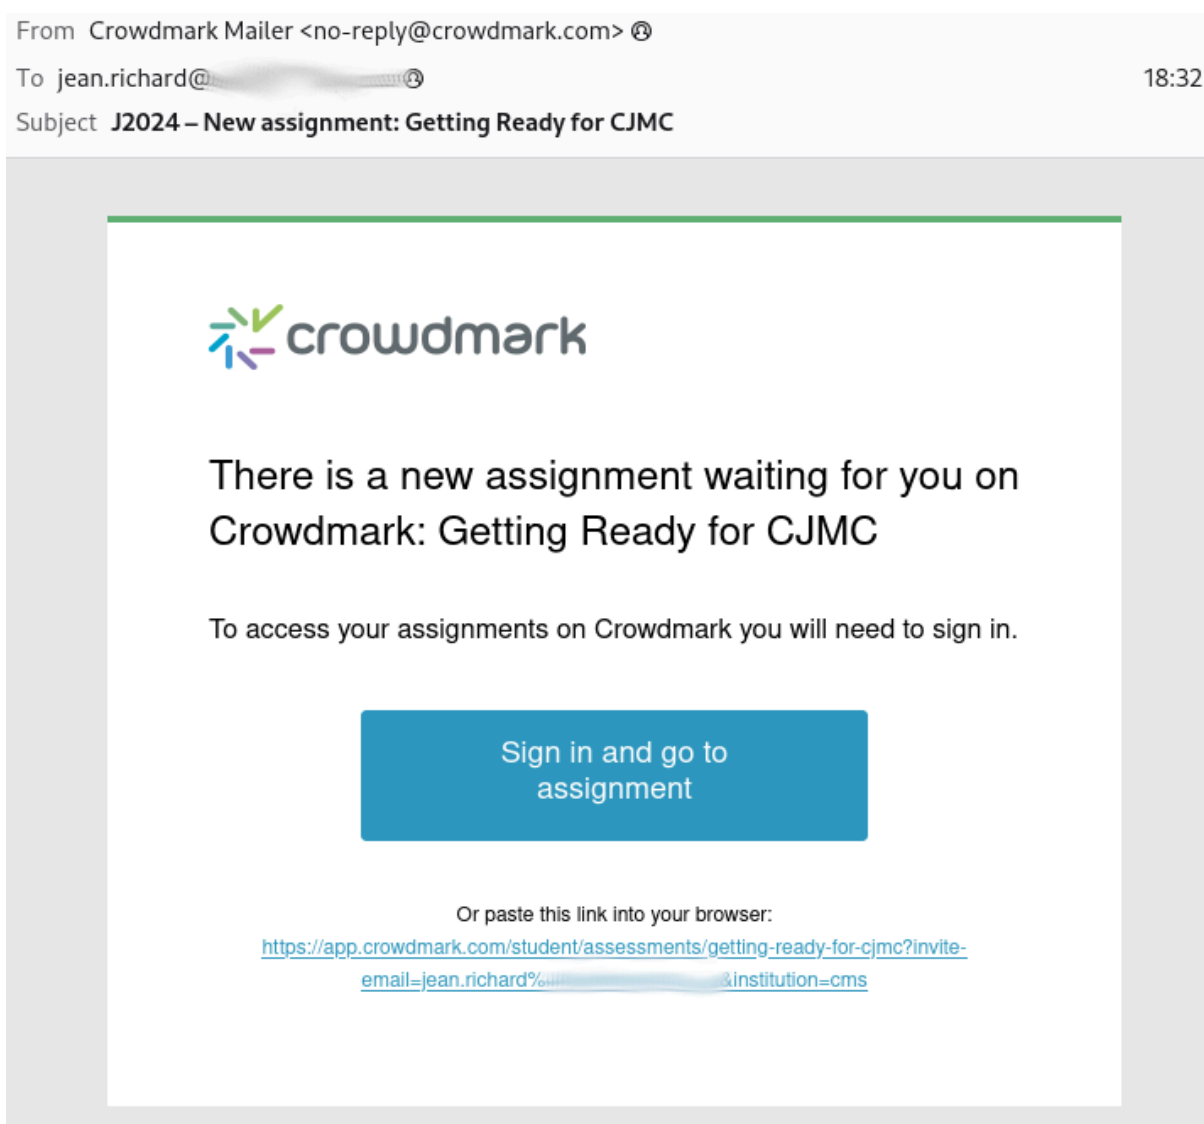 From Crowdmark Mailer <no-reply@crowdmark.com>
To jean.richard@
18:32
Subject J2024 – New assignment: Getting Ready for CJMC
crowdmark
There is a new assignment waiting for you on
Crowdmark: Getting Ready for CJMC
To access your assignments on Crowdmark you will need to sign in.
Sign in and go to
assignment
Or paste this link into your browser:
https://app.crowdmark.com/student/assessments/getting-ready-for-cjmc?invite-
email=jean.richard% &institution=cms